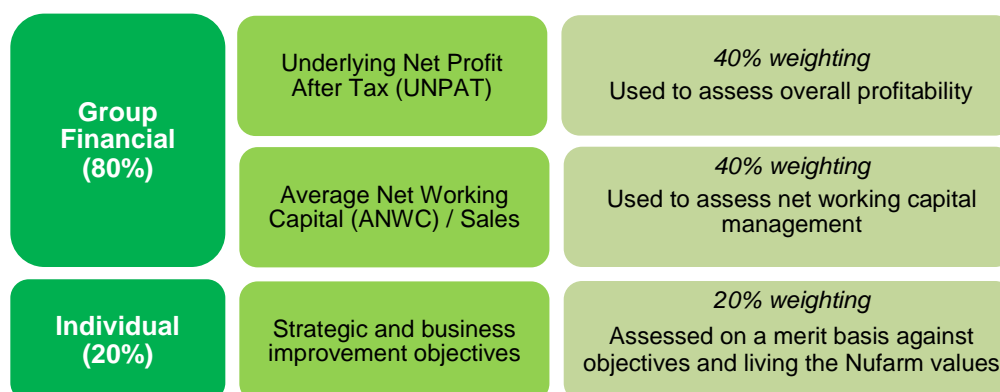 Group
Financial
(80%)
Underlying Net Profit
After Tax (UNPAT)
40% weighting
Used to assess overall profitability
Average Net Working
Capital (ANWC) / Sales
40% weighting
Used to assess net working capital
management
Individual
(20%)
Strategic and business
improvement objectives
20% weighting
Assessed on a merit basis against
objectives and living the Nufarm values